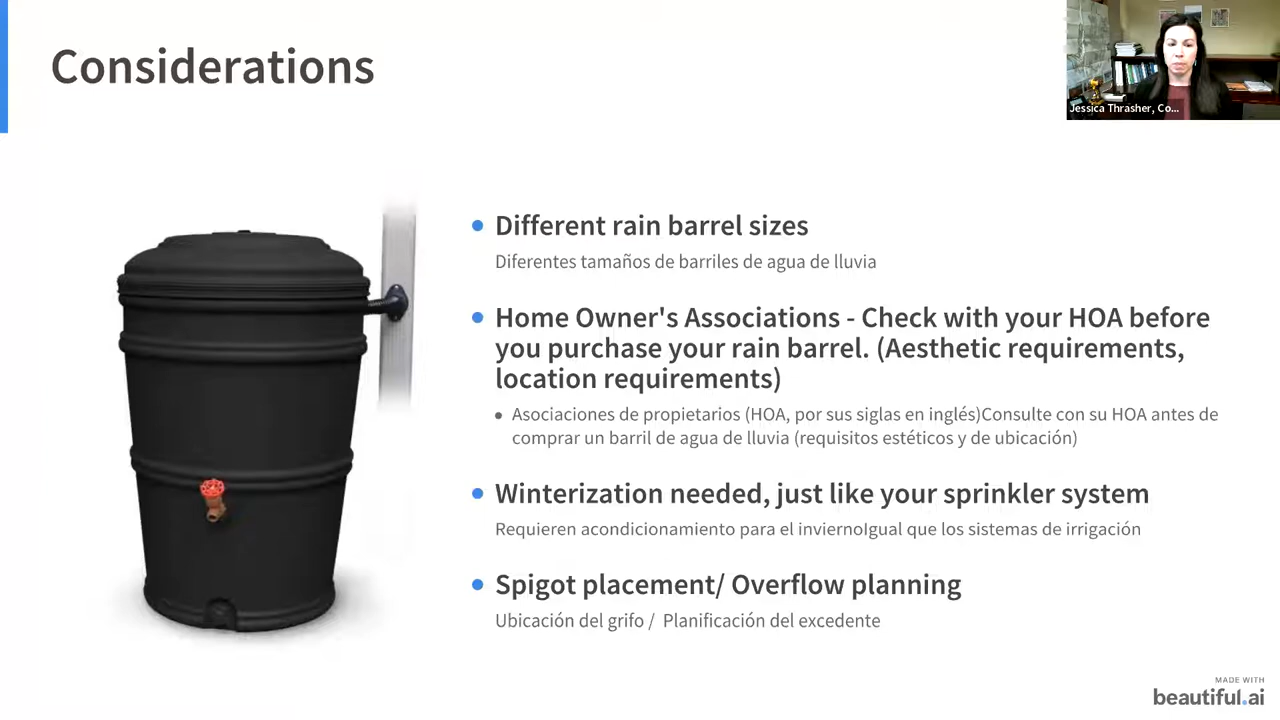 Considerations
Jessica Thrasher, Co...
Different rain barrel sizes
Diferentes tamaños de barriles de agua de lluvia
Home Owner's Associations - Check with your HOA before
you purchase your rain barrel. (Aesthetic requirements,
location requirements)
Asociaciones de propietarios (HOA, por sus siglas en inglés)Consulte con su HOA antes de
comprar un barril de agua de lluvia (requisitos estéticos y de ubicación)
Winterization needed, just like your sprinkler system
Requieren acondicionamiento para el inviernoIgual que los sistemas de irrigación
Spigot placement/ Overflow planning
Ubicación del grifo / Planificación del excedente
MADE WITH
beautiful.ai